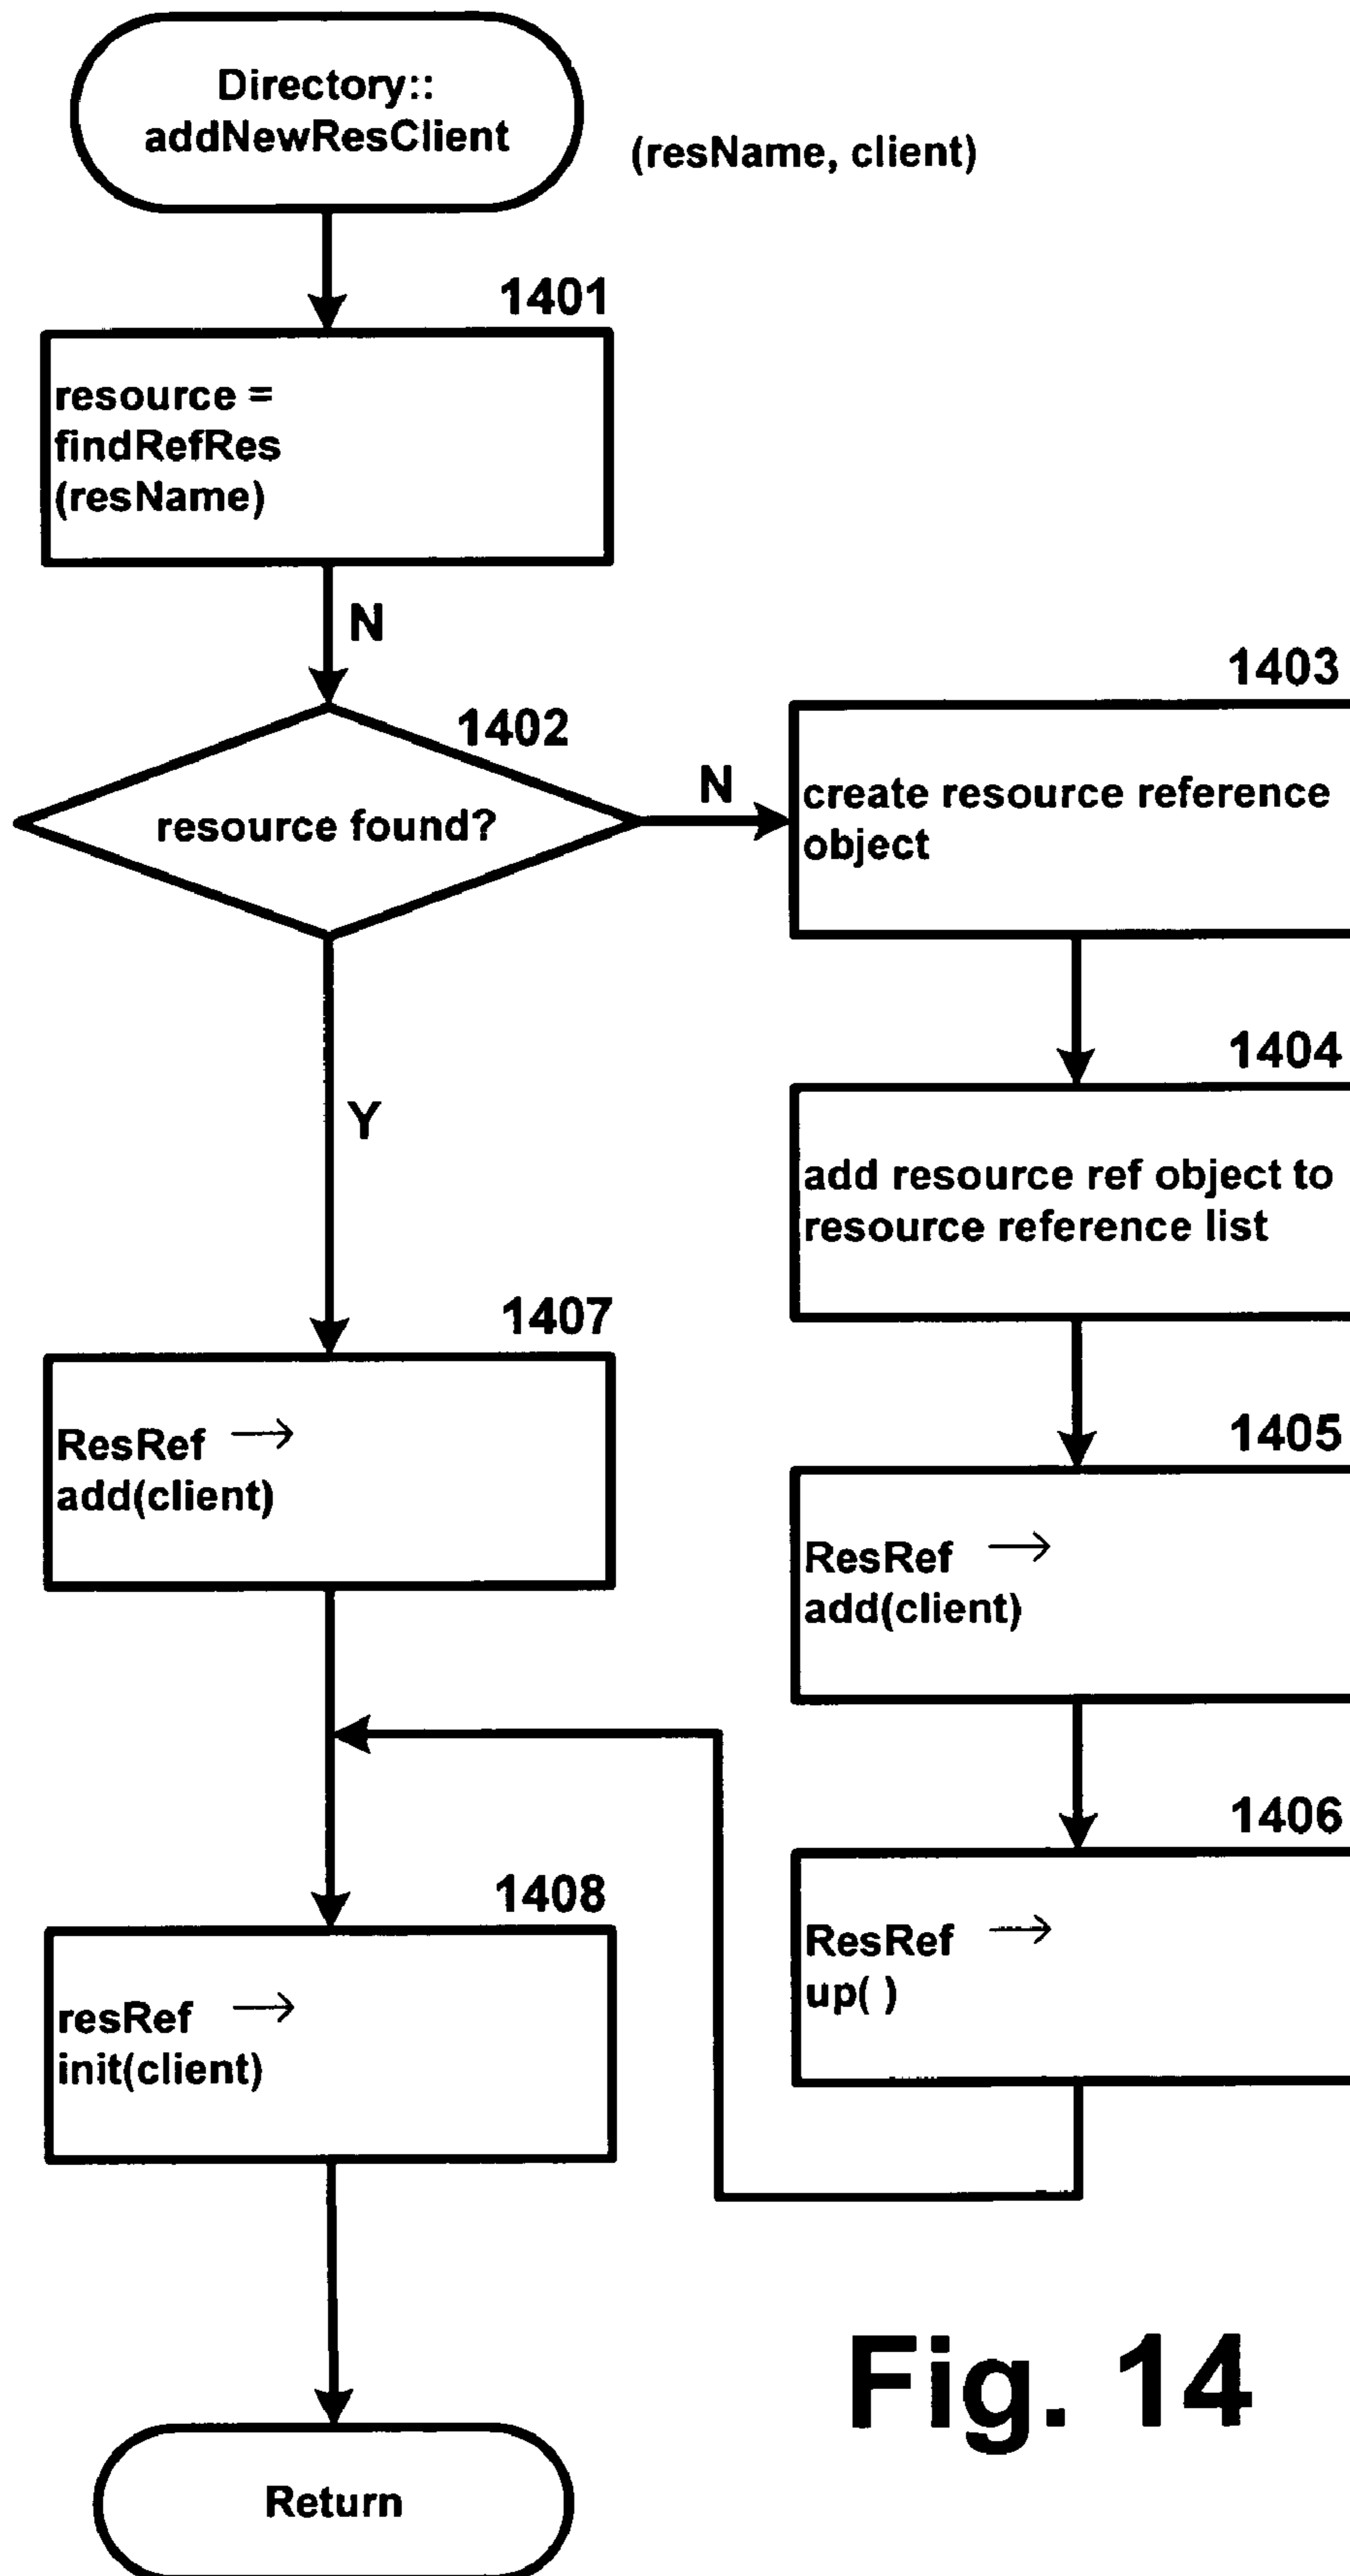 Directory::
addNewResClient
(resName, client)
1401
resource =
findRefRes
(resName)
N
1402
resource found?
N
1403
create resource reference
object
1404
add resource ref object to
resource reference list
Y
1407
ResRef →
add(client)
1405
ResRef →
add(client)
1406
ResRef →
up( )
1408
resRef →
init(client)
Return
Fig. 14